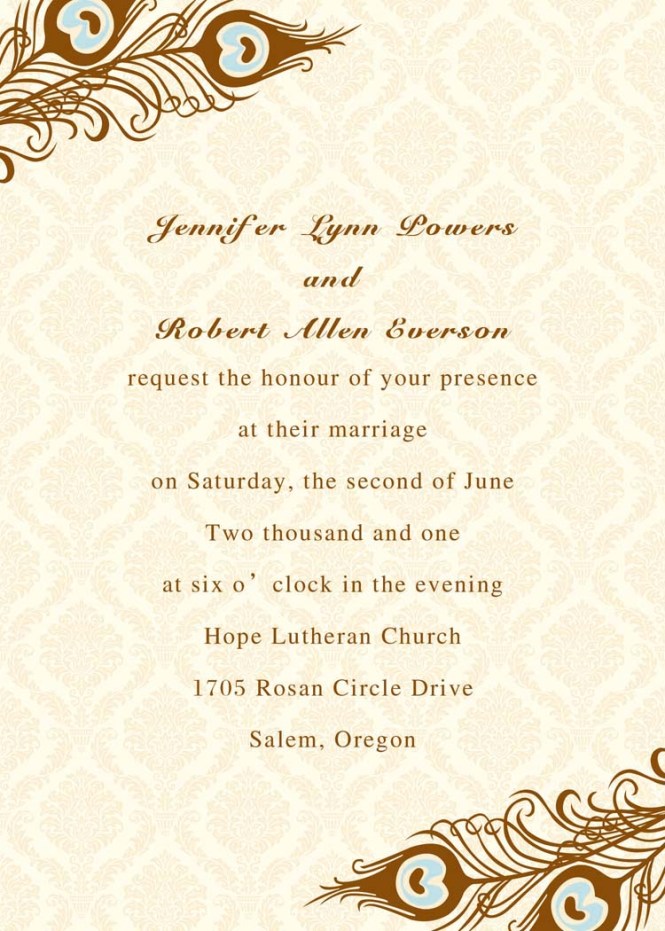 Jennifer Lynn Powers
and
Robert Allen Everson
request the honour of your presence
at their marriage
on Saturday, the second of June
Two thousand and one
at six o’ clock in the evening
Hope Lutheran Church
1705 Rosan Circle Drive
Salem, Oregon